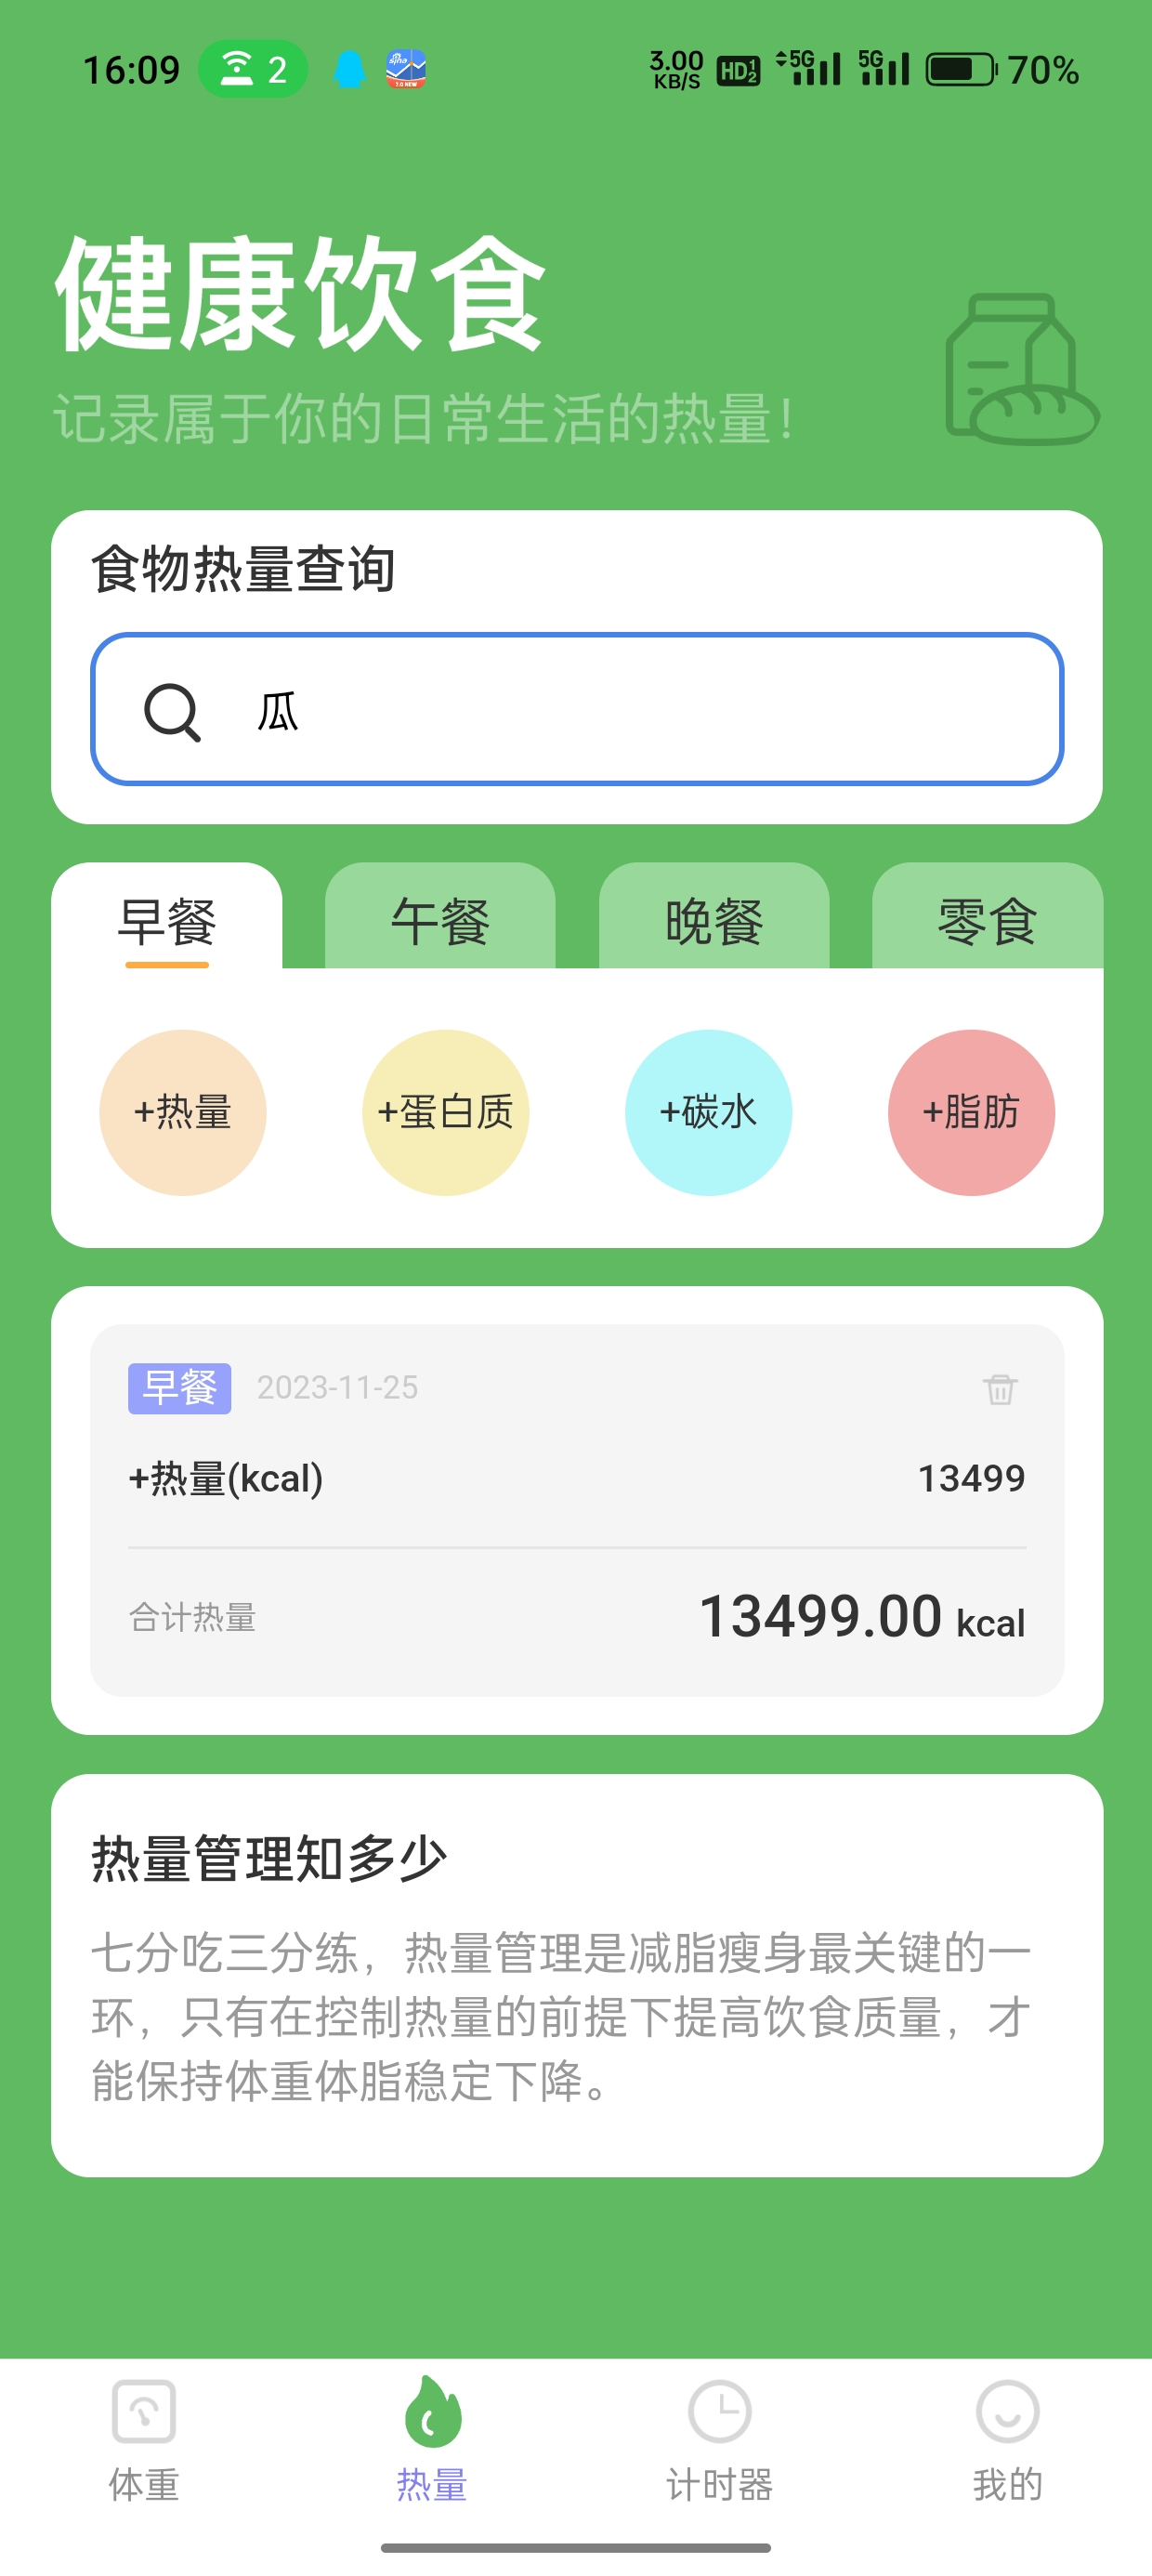 16:09 2 sina 3.00 KB/S HD 1 2 5G 5G 70%
健康饮食
记录属于你的日常生活的热量！
食物热量查询
瓜
早餐 午餐 晚餐 零食
+热量 +蛋白质 +碳水 +脂肪
早餐 2023-11-25
+热量(kcal) 13499
合计热量 13499.00 kcal
热量管理知多少
七分吃三分练，热量管理是减脂瘦身最关键的一
环，只有在控制热量的前提下提高饮食质量，才
能保持体重体脂稳定下降。
体重 热量 计时器 我的